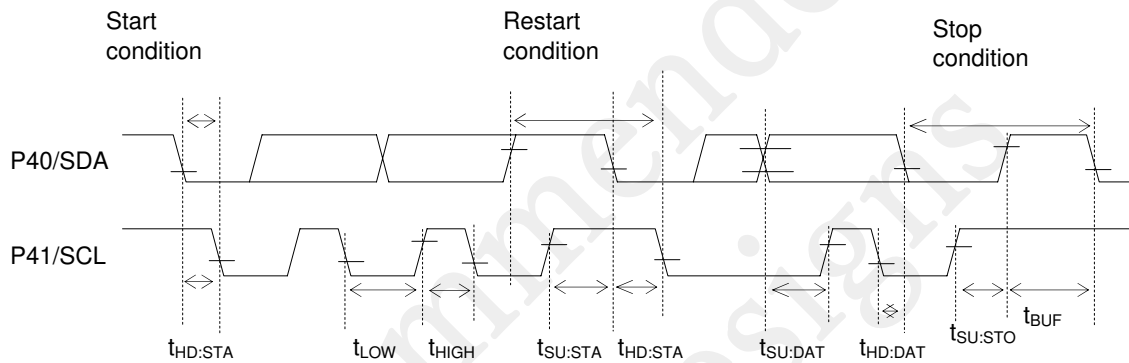 Start
condition
Restart
condition
Stop
condition
P40/SDA
P41/SCL
tHD:STA
tLOW
tHIGH
tSU:STA
tHD:STA
tSU:DAT
tHD:DAT
tSU:STO
tBUF